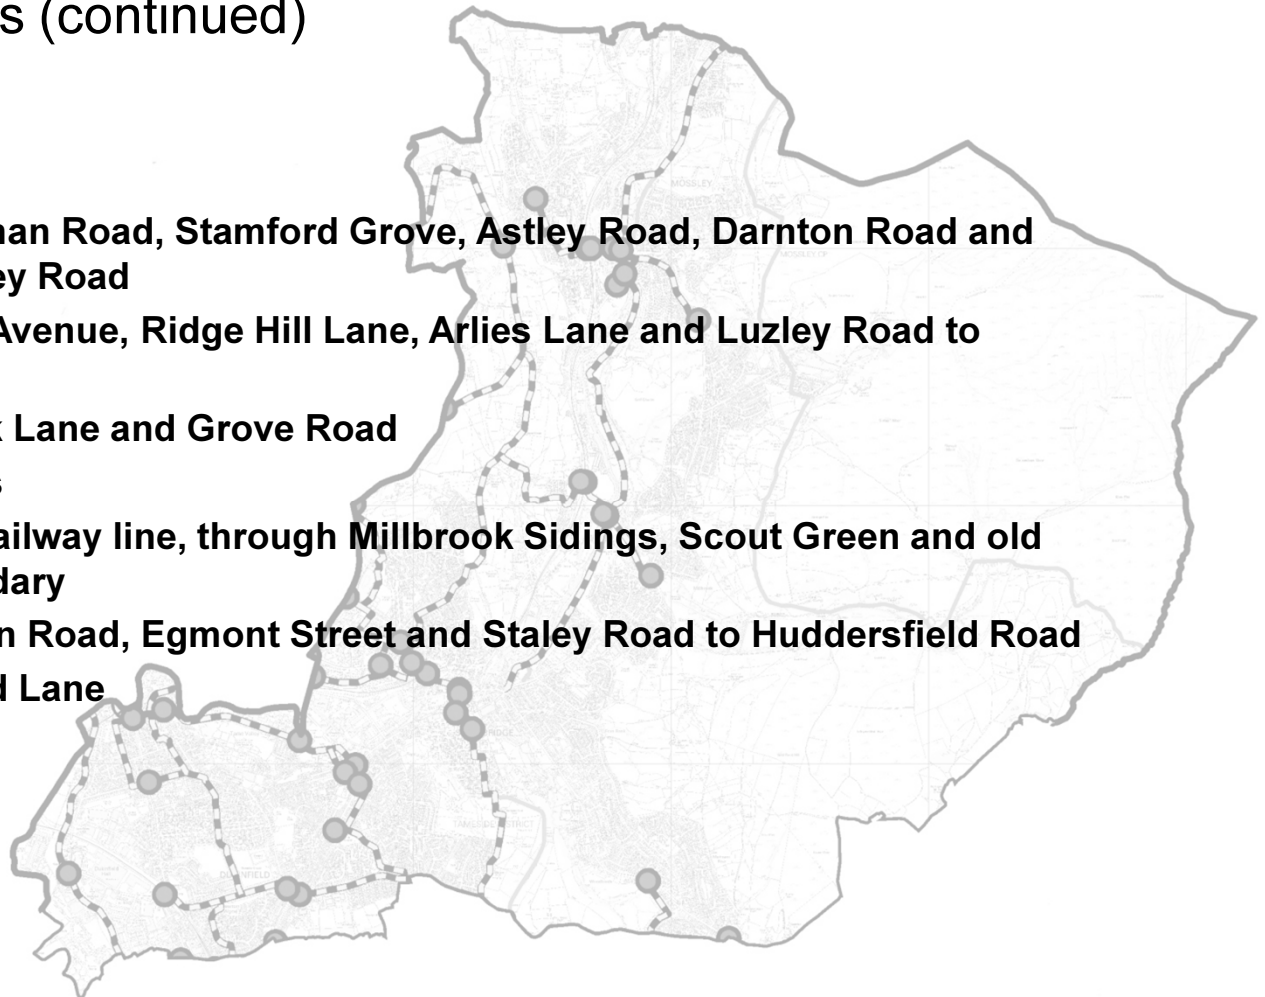 s (continued)
nan Road, Stamford Grove, Astley Road, Darnton Road and
ey Road
Avenue, Ridge Hill Lane, Arlies Lane and Luzley Road to
k Lane and Grove Road
s
ailway line, through Millbrook Sidings, Scout Green and old
dary
n Road, Egmont Street and Staley Road to Huddersfield Road
d Lane
MOSSLEY